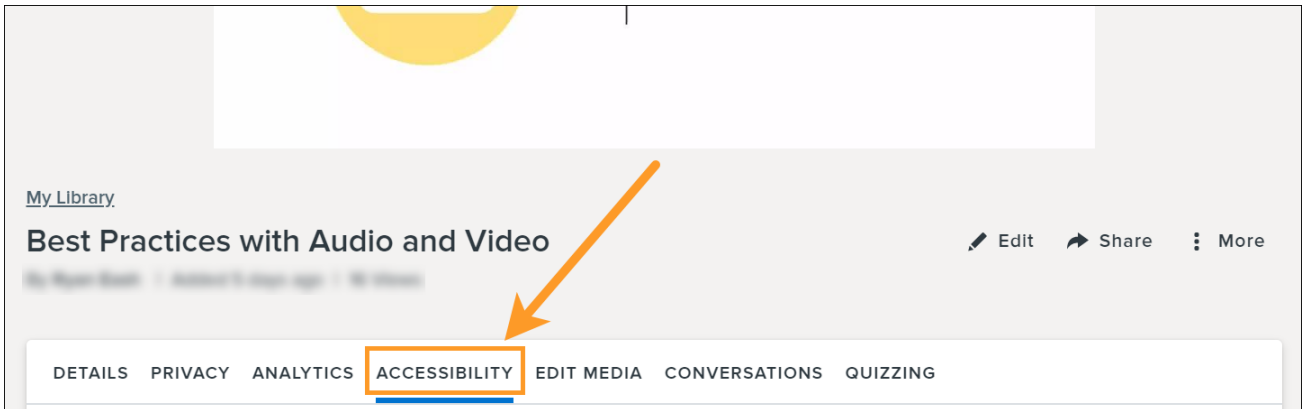 My Library
Best Practices with Audio and Video
Edit Share More
DETAILS PRIVACY ANALYTICS ACCESSIBILITY EDIT MEDIA CONVERSATIONS QUIZZING